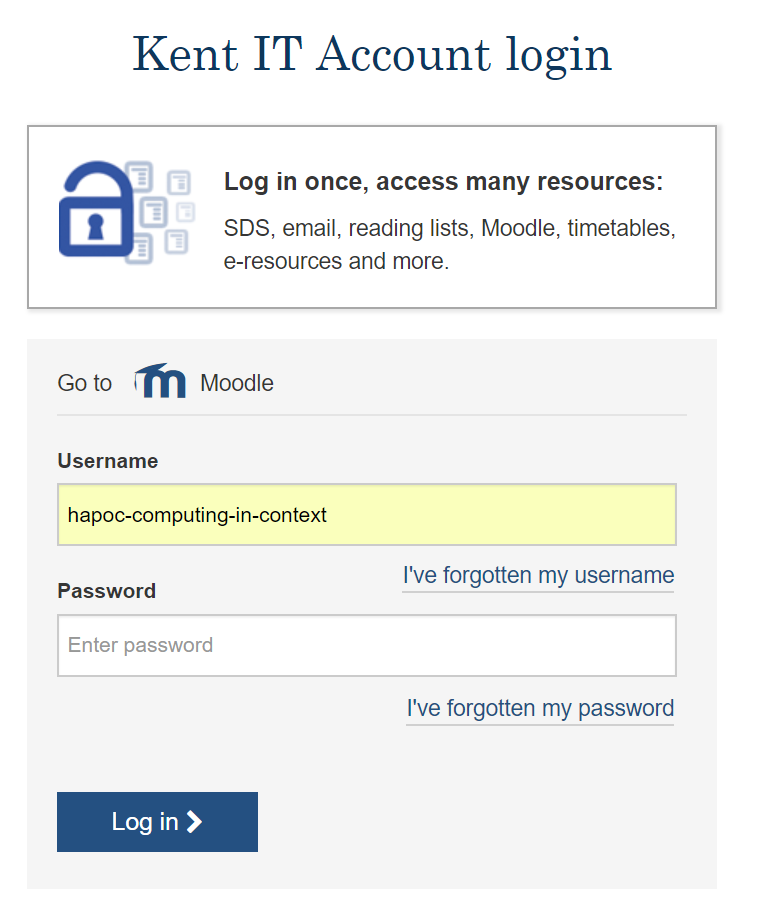 Kent IT Account login
Log in once, access many resources:
SDS, email, reading lists, Moodle, timetables,
e-resources and more.
Go to m Moodle
Username
hapoc-computing-in-context
I've forgotten my username
Password
Enter password
I've forgotten my password
Log in